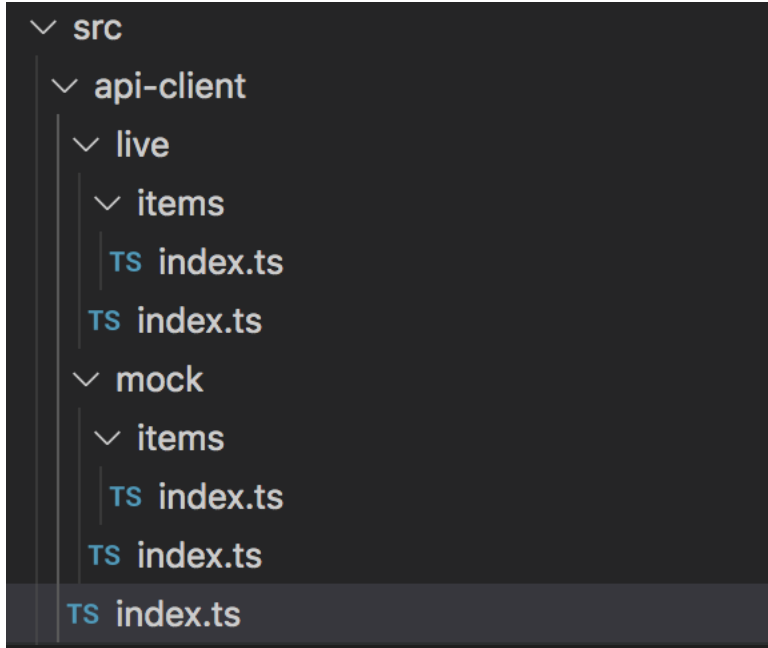 src
api-client
live
items
TS index.ts
TS index.ts
mock
items
TS index.ts
TS index.ts
TS index.ts